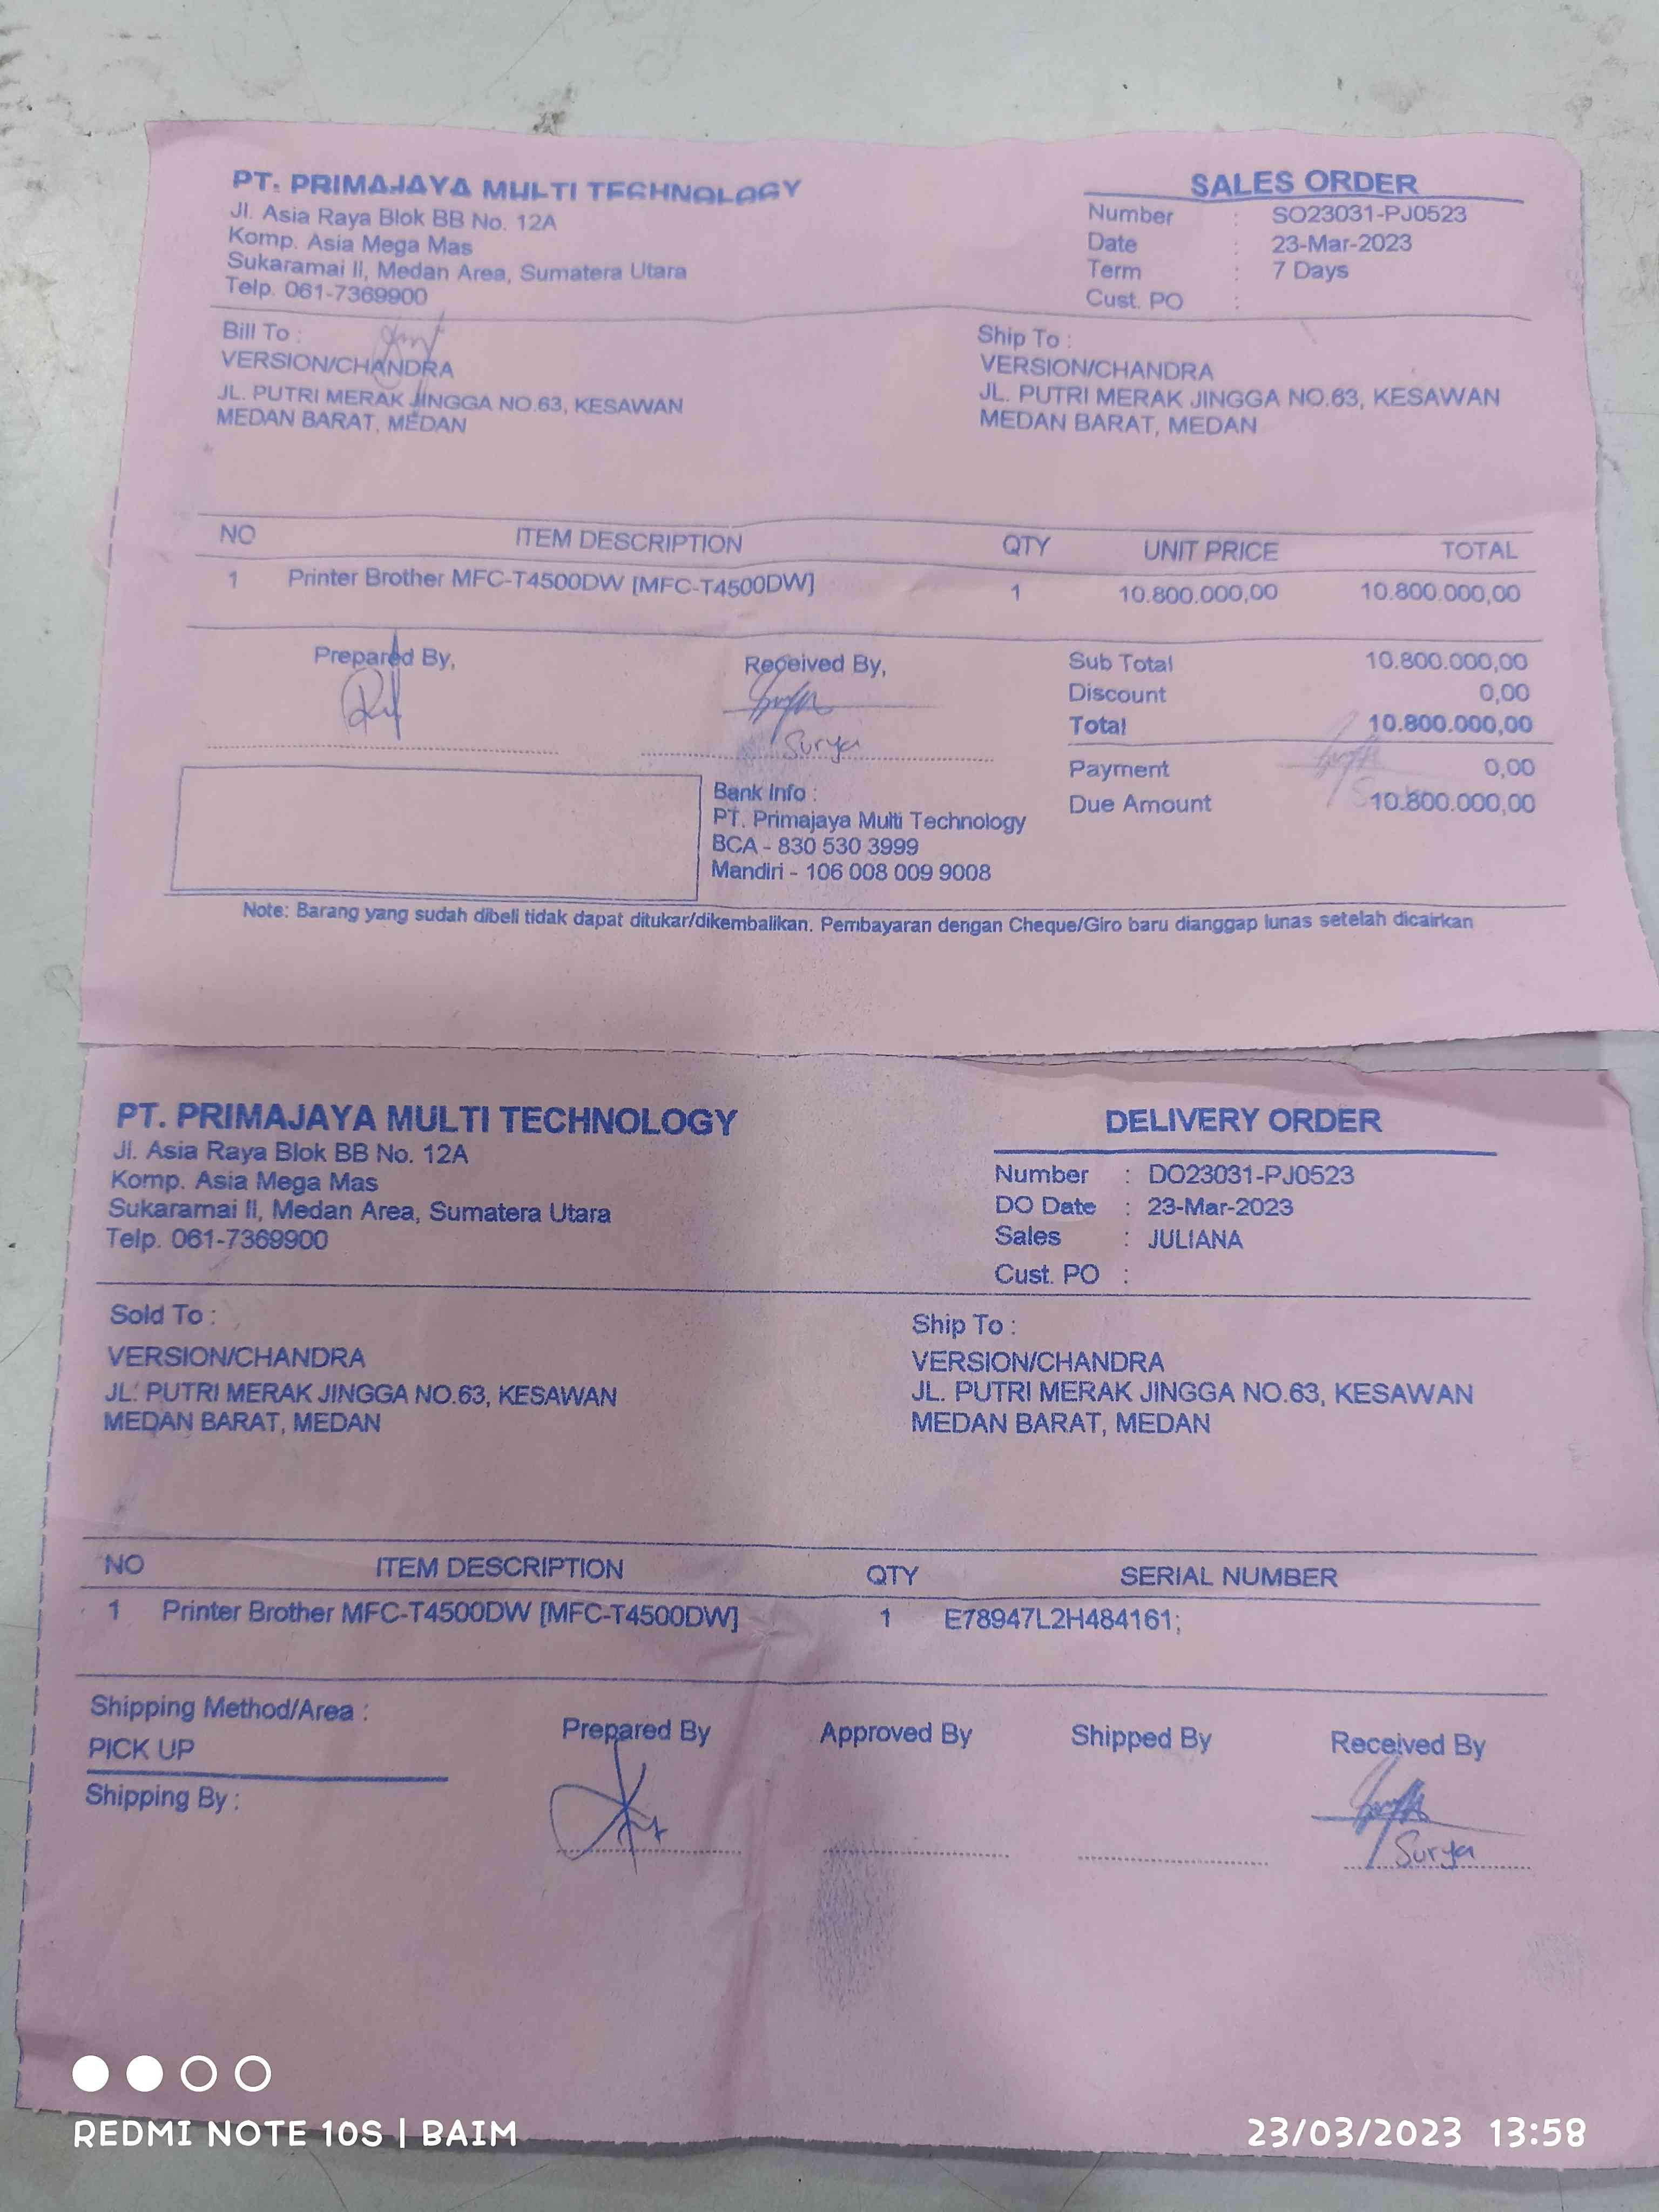 PT. PRIMAJAYA MULTI TECHNOLOGY
Jl. Asia Raya Blok BB No. 12A
Komp. Asia Mega Mas
Sukaramai II, Medan Area, Sumatera Utara
Telp. 061-7369900
SALES ORDER
Number : SO23031-PJ0523
Date : 23-Mar-2023
Term : 7 Days
Cust. PO :
Bill To :
VERSION/CHANDRA
JL. PUTRI MERAK JINGGA NO.63, KESAWAN
MEDAN BARAT, MEDAN
Ship To :
VERSION/CHANDRA
JL. PUTRI MERAK JINGGA NO.63, KESAWAN
MEDAN BARAT, MEDAN
NO ITEM DESCRIPTION QTY UNIT PRICE TOTAL
1 Printer Brother MFC-T4500DW [MFC-T4500DW] 1 10.800.000,00 10.800.000,00
Prepared By,
Received By,
Surya
Sub Total 10.800.000,00
Discount 0,00
Total 10.800.000,00
Payment 0,00
Due Amount 10.800.000,00
Bank Info :
PT. Primajaya Multi Technology
BCA - 830 530 3999
Mandiri - 106 008 009 9008
Note: Barang yang sudah dibeli tidak dapat ditukar/dikembalikan. Pembayaran dengan Cheque/Giro baru dianggap lunas setelah dicairkan
PT. PRIMAJAYA MULTI TECHNOLOGY
Jl. Asia Raya Blok BB No. 12A
Komp. Asia Mega Mas
Sukaramai II, Medan Area, Sumatera Utara
Telp. 061-7369900
DELIVERY ORDER
Number : DO23031-PJ0523
DO Date : 23-Mar-2023
Sales : JULIANA
Cust. PO :
Sold To :
VERSION/CHANDRA
JL. PUTRI MERAK JINGGA NO.63, KESAWAN
MEDAN BARAT, MEDAN
Ship To :
VERSION/CHANDRA
JL. PUTRI MERAK JINGGA NO.63, KESAWAN
MEDAN BARAT, MEDAN
NO ITEM DESCRIPTION QTY SERIAL NUMBER
1 Printer Brother MFC-T4500DW [MFC-T4500DW] 1 E78947L2H484161;
Shipping Method/Area :
PICK UP
Shipping By :
Prepared By Approved By Shipped By Received By
Surya
REDMI NOTE 10S | BAIM
23/03/2023 13:58